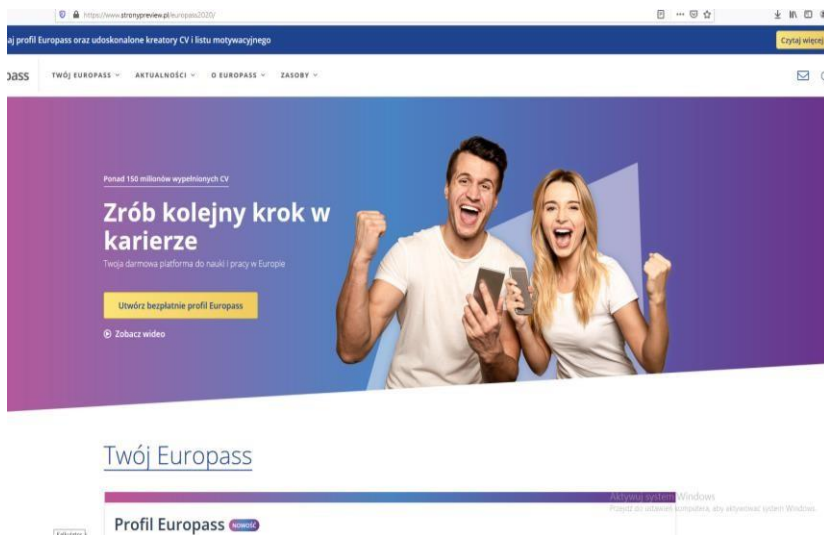 https://www.stronypreview.pl/europass2020/
aj profil Europass oraz udoskonalone kreatory CV i listu motywacyjnego
Czytaj więcej
pass
TWÓJ EUROPASS
AKTUALNOŚCI
O EUROPASS
ZASOBY
Ponad 150 milionów wypełnionych CV
Zrób kolejny krok w
karierze
Twoja darmowa platforma do nauki i pracy w Europie
Utwórz bezpłatnie profil Europass
Zobacz wideo
Twój Europass
Aktywuj system Windows
Przejdź do ustawień komputera, aby aktywować system Windows.
Profil Europass NOWOŚĆ